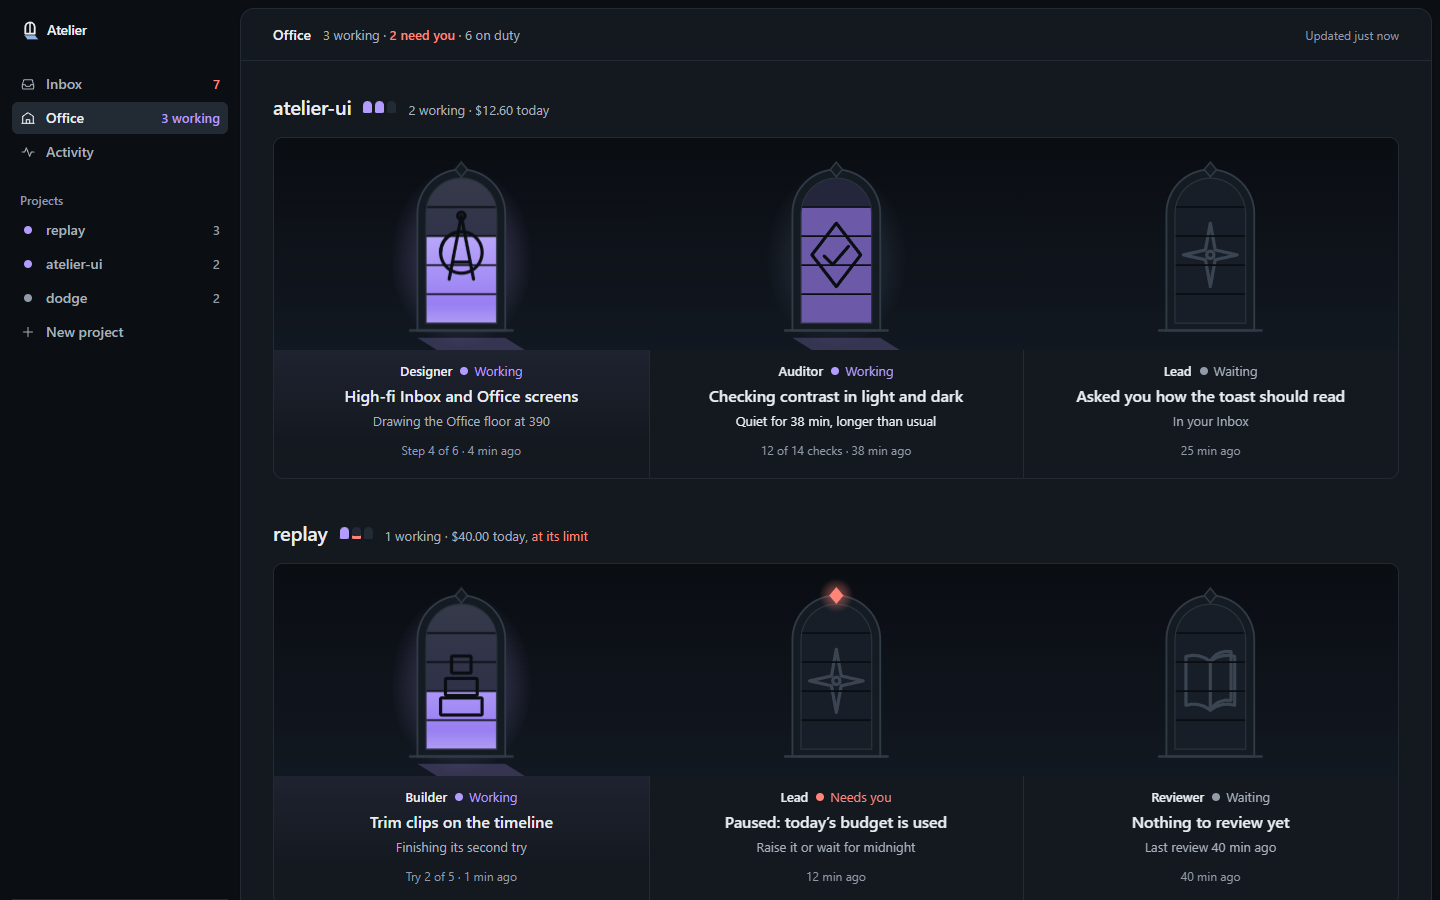 Atelier
Inbox 7
Office 3 working
Activity
Projects
replay 3
atelier-ui 2
dodge 2
New project
Office 3 working · 2 need you · 6 on duty
Updated just now
atelier-ui 2 working · $12.60 today
Designer Working
High-fi Inbox and Office screens
Drawing the Office floor at 390
Step 4 of 6 · 4 min ago
Auditor Working
Checking contrast in light and dark
Quiet for 38 min, longer than usual
12 of 14 checks · 38 min ago
Lead Waiting
Asked you how the toast should read
In your Inbox
25 min ago
replay 1 working · $40.00 today, at its limit
Builder Working
Trim clips on the timeline
Finishing its second try
Try 2 of 5 · 1 min ago
Lead Needs you
Paused: today’s budget is used
Raise it or wait for midnight
12 min ago
Reviewer Waiting
Nothing to review yet
Last review 40 min ago
40 min ago